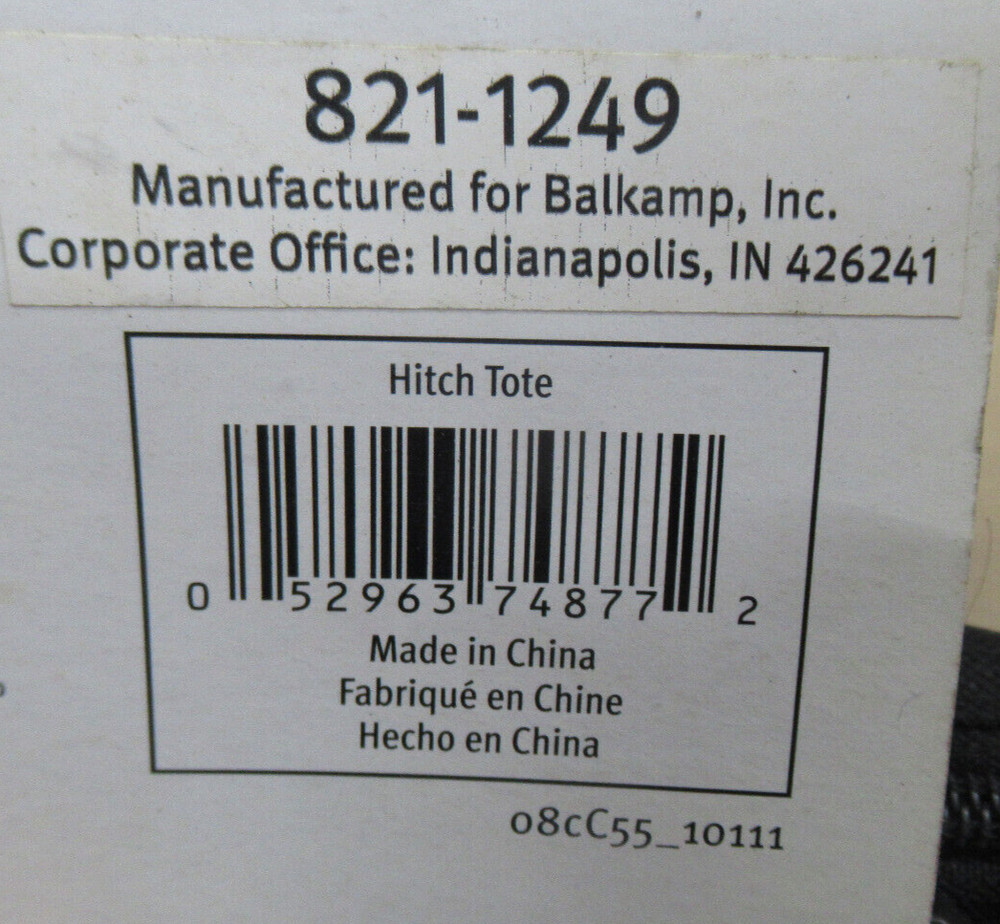 821-1249
Manufactured for Balkamp, Inc.
Corporate Office: Indianapolis, IN 426241
Hitch Tote
0 52963 74877 2
Made in China
Fabriqué en Chine
Hecho en China
08cC55_10111